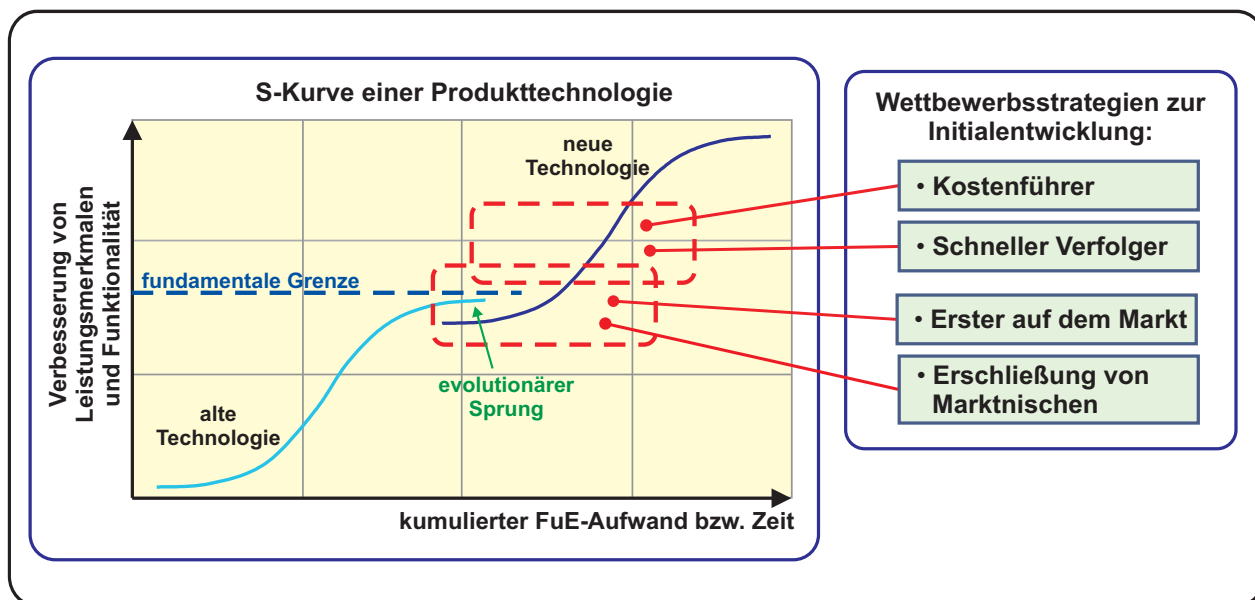 S-Kurve einer Produkttechnologie
Verbesserung von
Leistungsmerkmalen
und Funktionalität
neue
Technologie
fundamentale Grenze
evolutionärer
Sprung
alte
Technologie
kumulierter FuE-Aufwand bzw. Zeit
Wettbewerbsstrategien zur
Initialentwicklung:
• Kostenführer
• Schneller Verfolger
• Erster auf dem Markt
• Erschließung von
Marktnischen